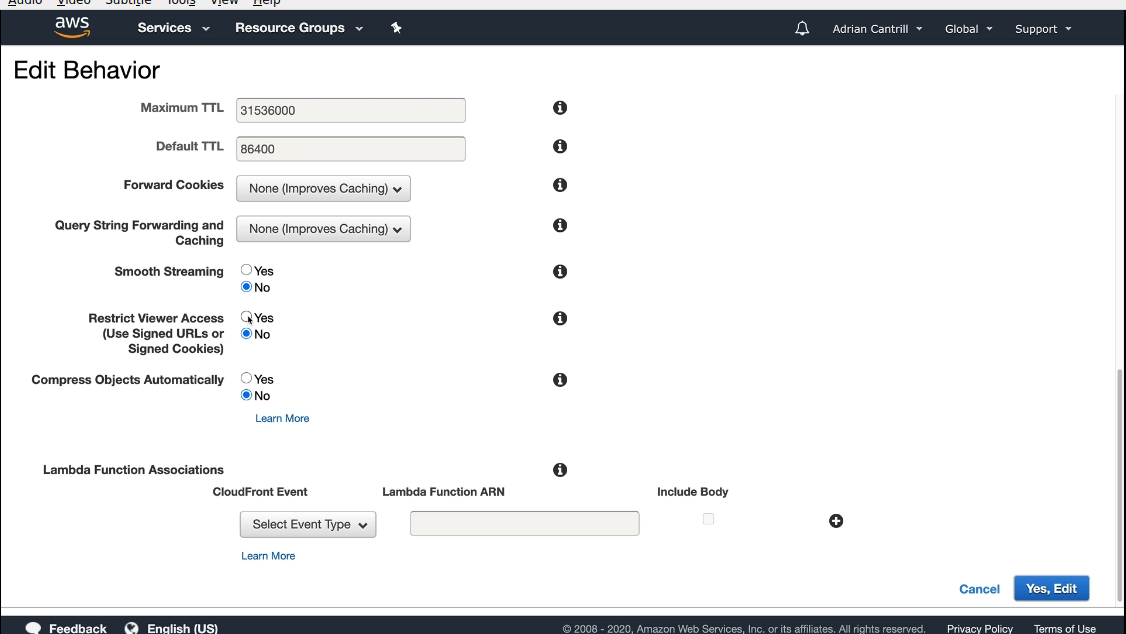 Audio Video Subtitle Tools View Help
aws Services Resource Groups Adrian Cantrill Global Support
Edit Behavior
Maximum TTL 31536000
Default TTL 86400
Forward Cookies None (Improves Caching)
Query String Forwarding and
Caching
None (Improves Caching)
Smooth Streaming Yes
No
Restrict Viewer Access
(Use Signed URLs or
Signed Cookies)
Yes
No
Compress Objects Automatically Yes
No
Learn More
Lambda Function Associations
CloudFront Event Lambda Function ARN Include Body
Select Event Type
Learn More
Cancel Yes, Edit
Feedback English (US) © 2008 - 2020, Amazon Web Services, Inc. or its affiliates. All rights reserved. Privacy Policy Terms of Use